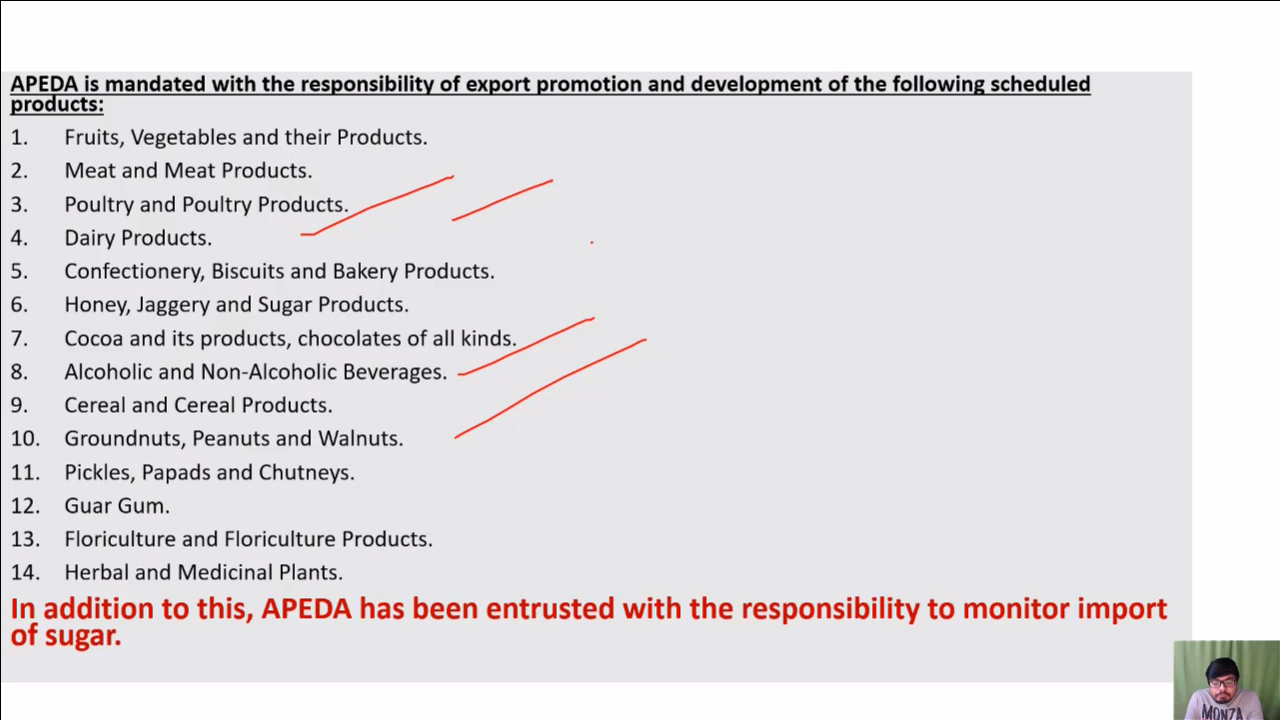 APEDA is mandated with the responsibility of export promotion and development of the following scheduled
products:
1. Fruits, Vegetables and their Products.
2. Meat and Meat Products.
3. Poultry and Poultry Products.
4. Dairy Products.
5. Confectionery, Biscuits and Bakery Products.
6. Honey, Jaggery and Sugar Products.
7. Cocoa and its products, chocolates of all kinds.
8. Alcoholic and Non-Alcoholic Beverages.
9. Cereal and Cereal Products.
10. Groundnuts, Peanuts and Walnuts.
11. Pickles, Papads and Chutneys.
12. Guar Gum.
13. Floriculture and Floriculture Products.
14. Herbal and Medicinal Plants.
In addition to this, APEDA has been entrusted with the responsibility to monitor import
of sugar.
MONZA